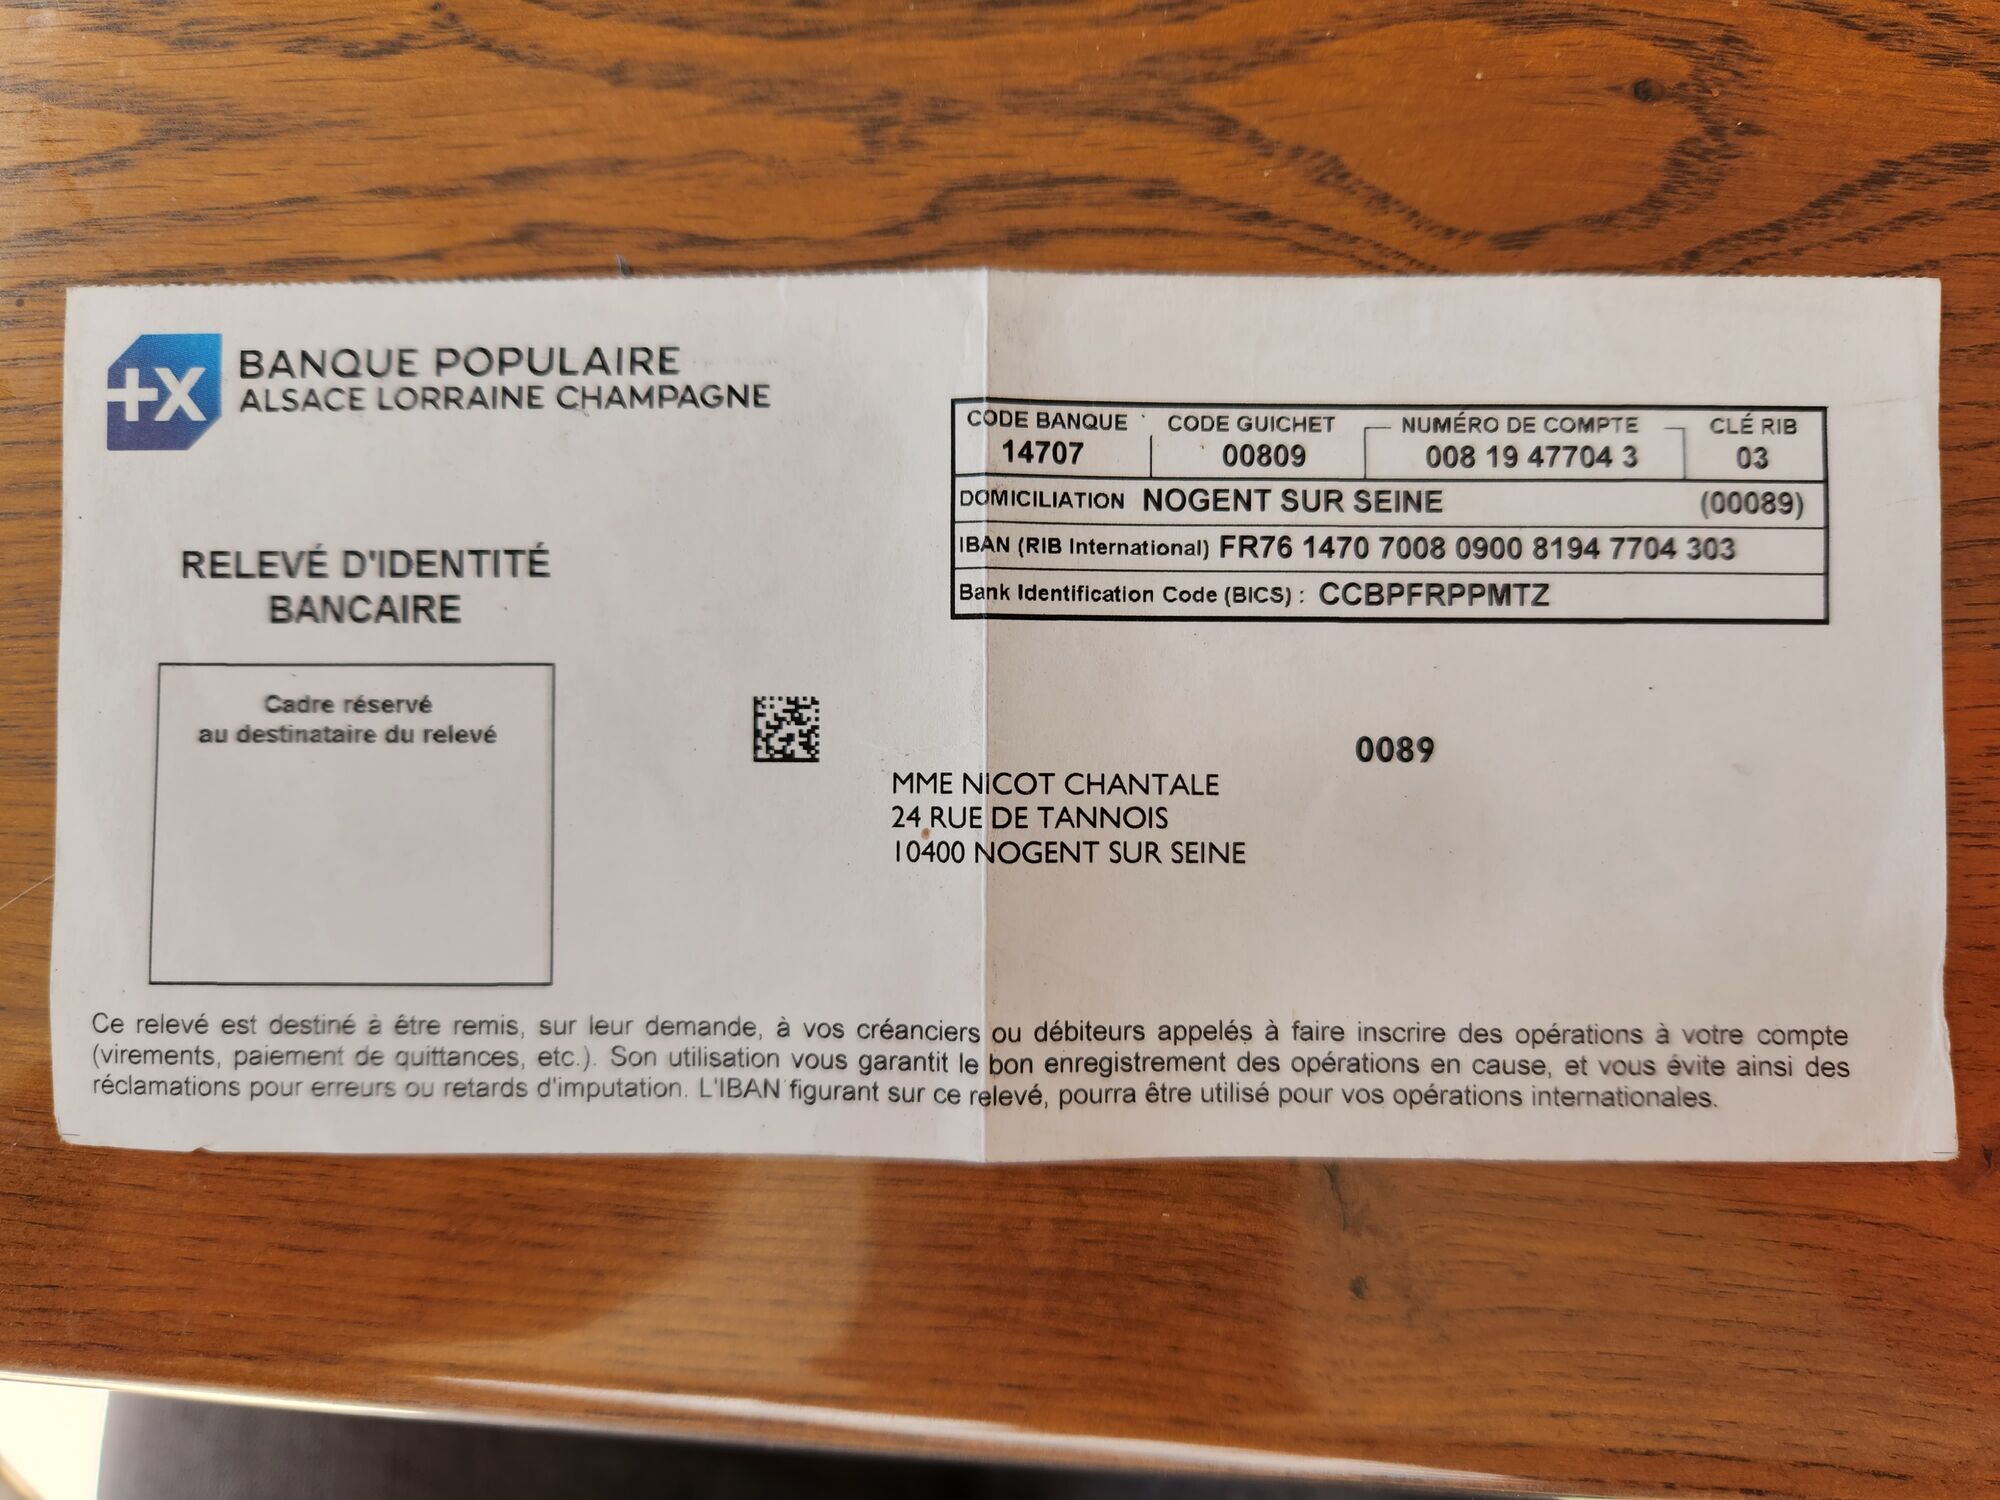 +X
BANQUE POPULAIRE
ALSACE LORRAINE CHAMPAGNE
CODE BANQUE CODE GUICHET NUMÉRO DE COMPTE CLÉ RIB
14707 00809 008 19 47704 3 03
DOMICILIATION NOGENT SUR SEINE (00089)
IBAN (RIB International) FR76 1470 7008 0900 8194 7704 303
Bank Identification Code (BICS) : CCBPFRPPMTZ
RELEVÉ D'IDENTITÉ
BANCAIRE
Cadre réservé
au destinataire du relevé
0089
MME NICOT CHANTALE
24 RUE DE TANNOIS
10400 NOGENT SUR SEINE
Ce relevé est destiné à être remis, sur leur demande, à vos créanciers ou débiteurs appelés à faire inscrire des opérations à votre compte
(virements, paiement de quittances, etc.). Son utilisation vous garantit le bon enregistrement des opérations en cause, et vous évite ainsi des
réclamations pour erreurs ou retards d'imputation. L'IBAN figurant sur ce relevé, pourra être utilisé pour vos opérations internationales.